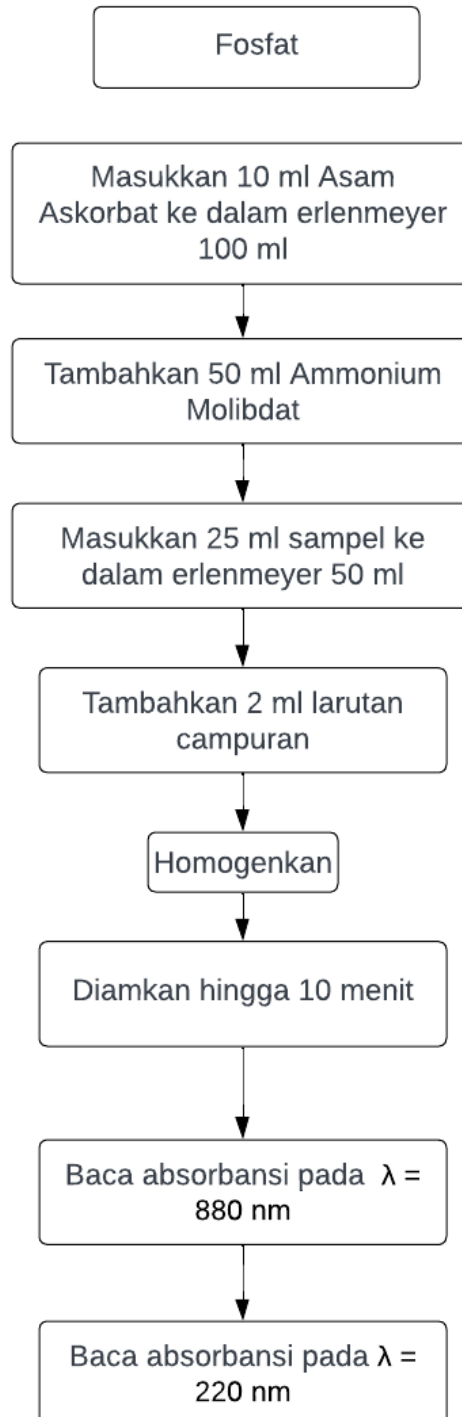 Fosfat
Masukkan 10 ml Asam
Askorbat ke dalam erlenmeyer
100 ml
Tambahkan 50 ml Ammonium
Molibdat
Masukkan 25 ml sampel ke
dalam erlenmeyer 50 ml
Tambahkan 2 ml larutan
campuran
Homogenkan
Diamkan hingga 10 menit
Baca absorbansi pada λ =
880 nm
Baca absorbansi pada λ =
220 nm